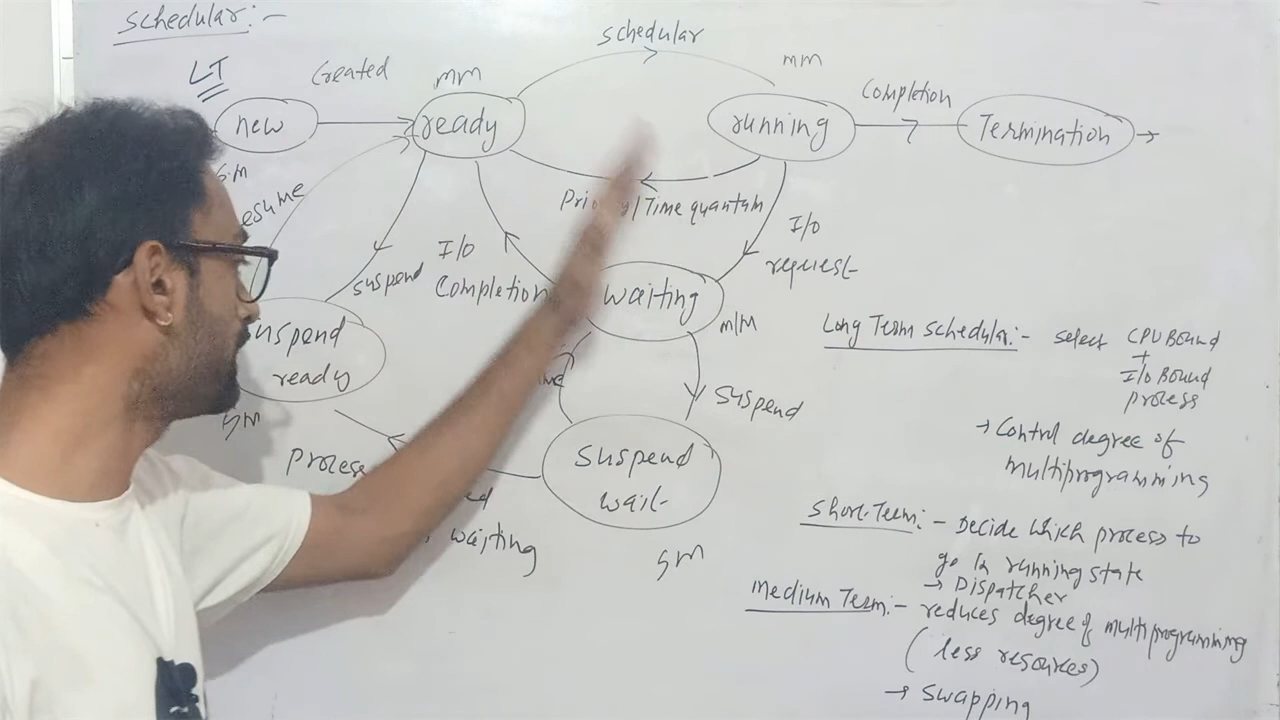 Schedular:-
LT
Created
mm
schedular
mm
Completion
new
ready
running
Termination
S.M
Priority/Time quantum
I/O
request
suspend
I/O
Completion
waiting
m/M
ready
SM
suspend
suspend
wait
SM
process
waiting
Long Term schedular:- select CPU Bound
+
I/O Bound
process
→ Control degree of
multiprogramming
Short-Term:- Decide which process to
go in running state
→ Dispatcher
Medium Term:- reduces degree of multiprogramming
(less resources)
→ Swapping